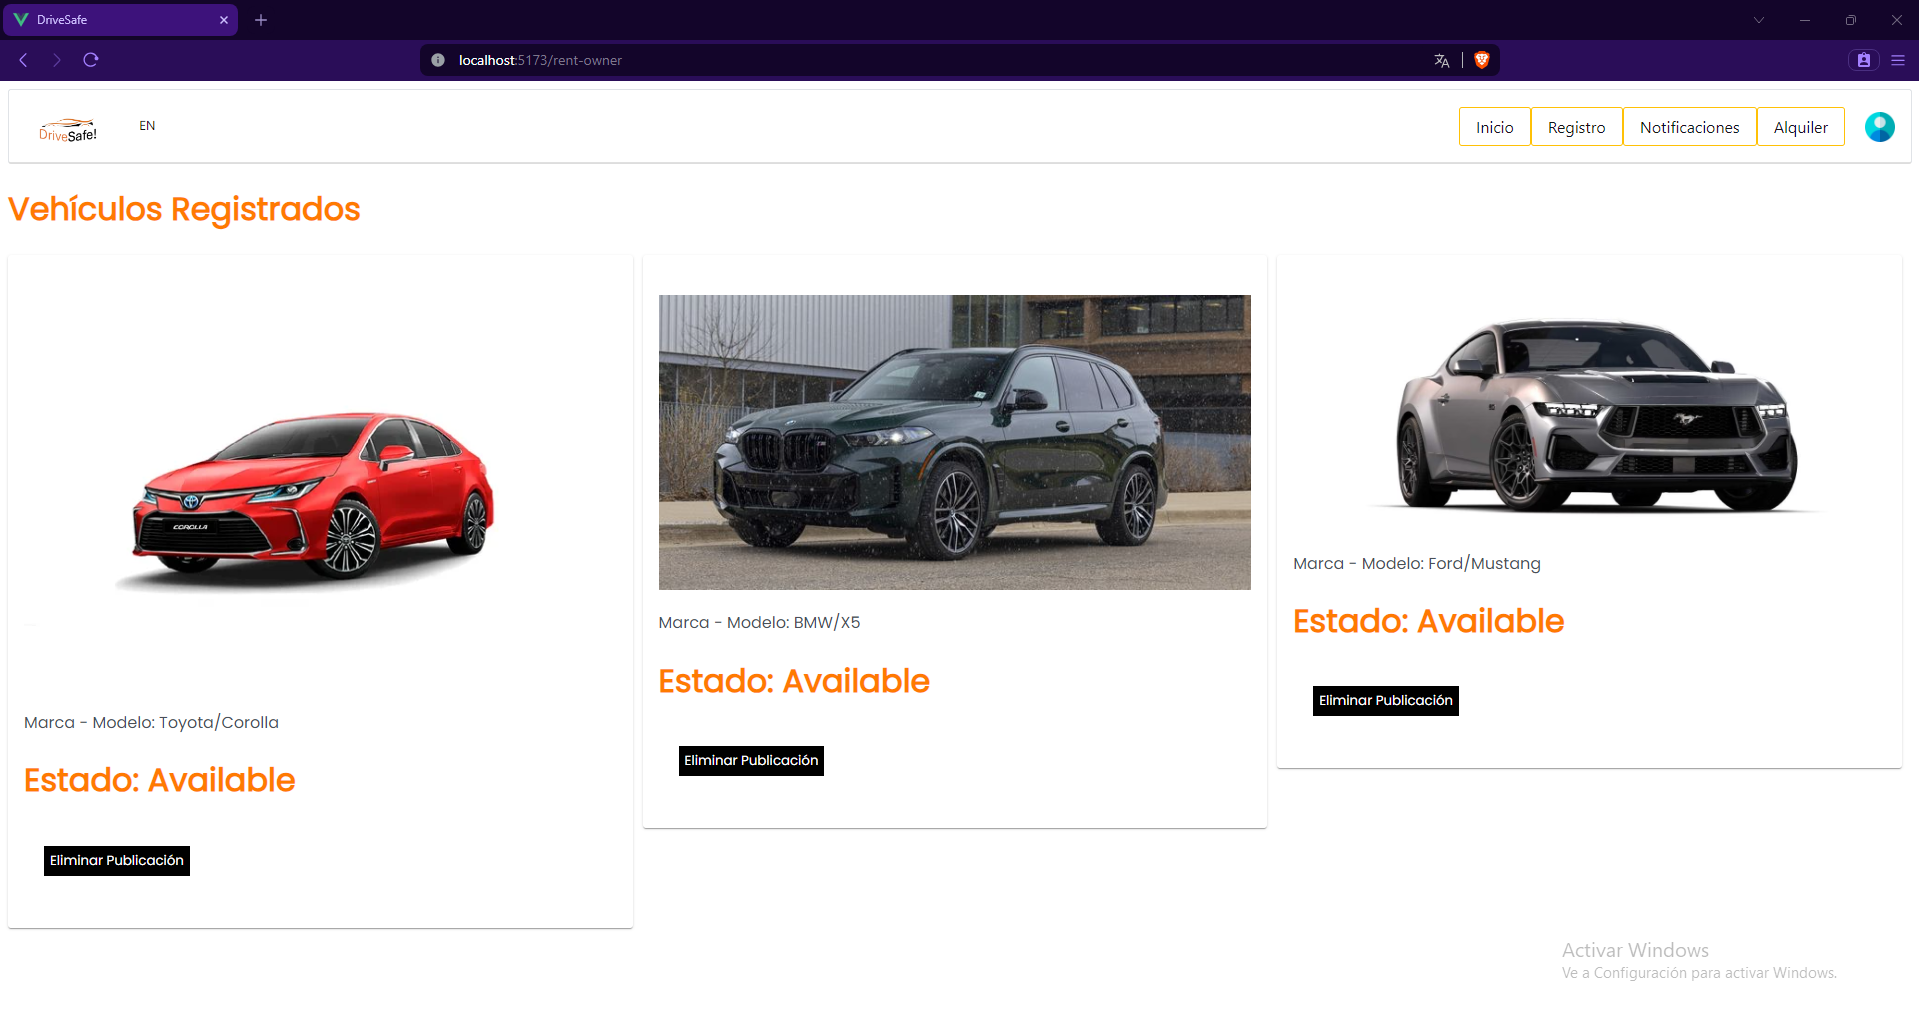 DriveSafe
localhost:5173/rent-owner
DriveSafe!
EN
Inicio
Registro
Notificaciones
Alquiler
Vehículos Registrados
COROLLA
Marca - Modelo: Toyota/Corolla
Estado: Available
Eliminar Publicación
Marca - Modelo: BMW/X5
Estado: Available
Eliminar Publicación
Marca - Modelo: Ford/Mustang
Estado: Available
Eliminar Publicación
Activar Windows
Ve a Configuración para activar Windows.